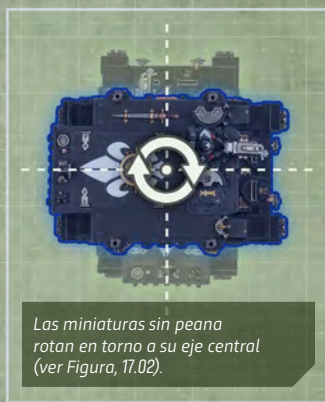 Las miniaturas sin peana
rotan en torno a su eje central
(ver Figura, 17.02).